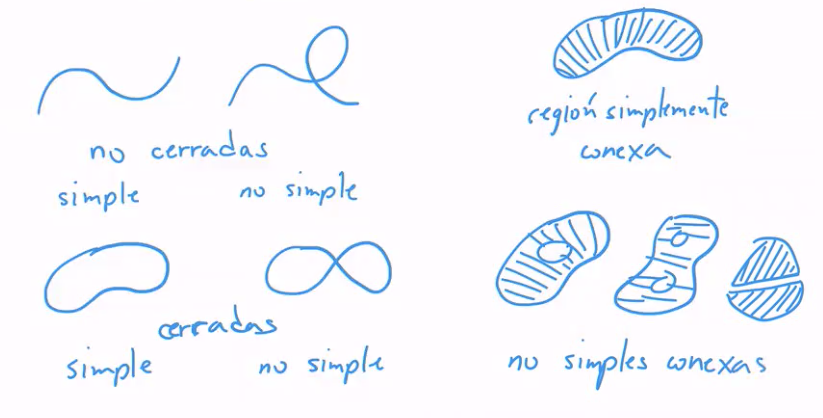 no cerradas
simple
no simple
cerradas
simple
no simple
región simplemente
conexa
no simples conexas